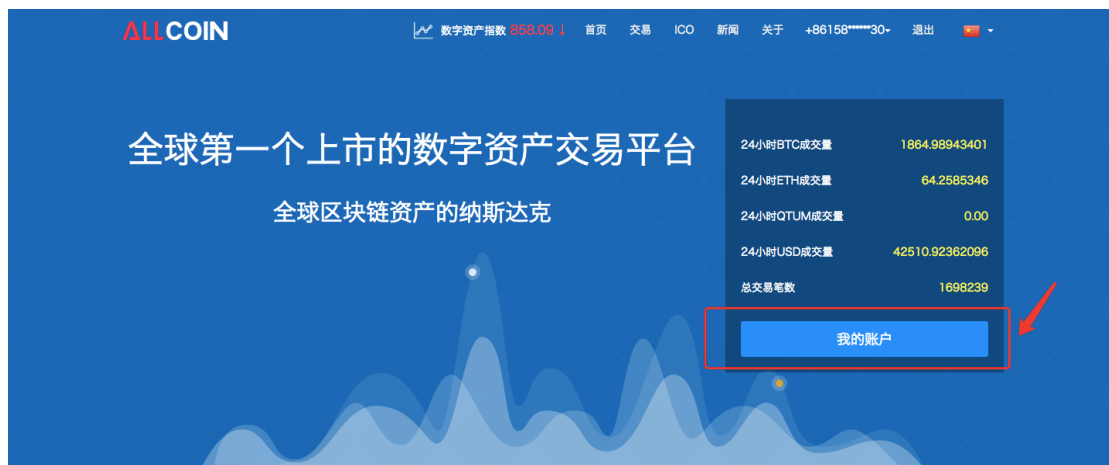 ALLCOIN
数字资产指数 858.09 ↓ 首页 交易 ICO 新闻 关于 +86158******30 退出
全球第一个上市的数字资产交易平台
全球区块链资产的纳斯达克
24小时BTC成交量 1864.98943401
24小时ETH成交量 64.2585346
24小时QTUM成交量 0.00
24小时USD成交量 42510.92362096
总交易笔数 1698239
我的账户